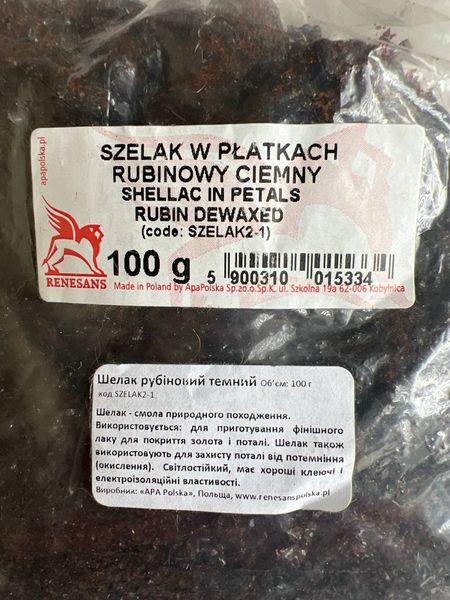 apapolska.pl
SZELAK W PŁATKACH
RUBINOWY CIEMNY
SHELLAC IN PETALS
RUBIN DEWAXED
(code: SZELAK2-1)
RENESANS
100 g
5 900310 015334
Made in Poland by ApaPolska Sp.zo.o.Sp.K. ul. Szkolna 19a 62-006 Kobylnica
Шелак рубіновий темний Об'єм: 100 г
код SZELAK2-1
Шелак - смола природного походження.
Використовується: для приготування фінішного
лаку для покриття золота і поталі. Шелак також
використовують для захисту поталі від потемніння
(окислення). Світлостійкий, має хороші клеючі і
електроізоляційні властивості.
Виробник: «APA Polska», Польща, www.renesanspolska.pl